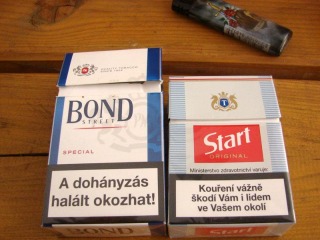 BOND
STREET
SPECIAL
A dohányzás
halált okozhat!
Start
ORIGINAL
Ministerstvo zdravotnictví varuje:
Kouření vážně
škodí Vám i lidem
ve Vašem okolí